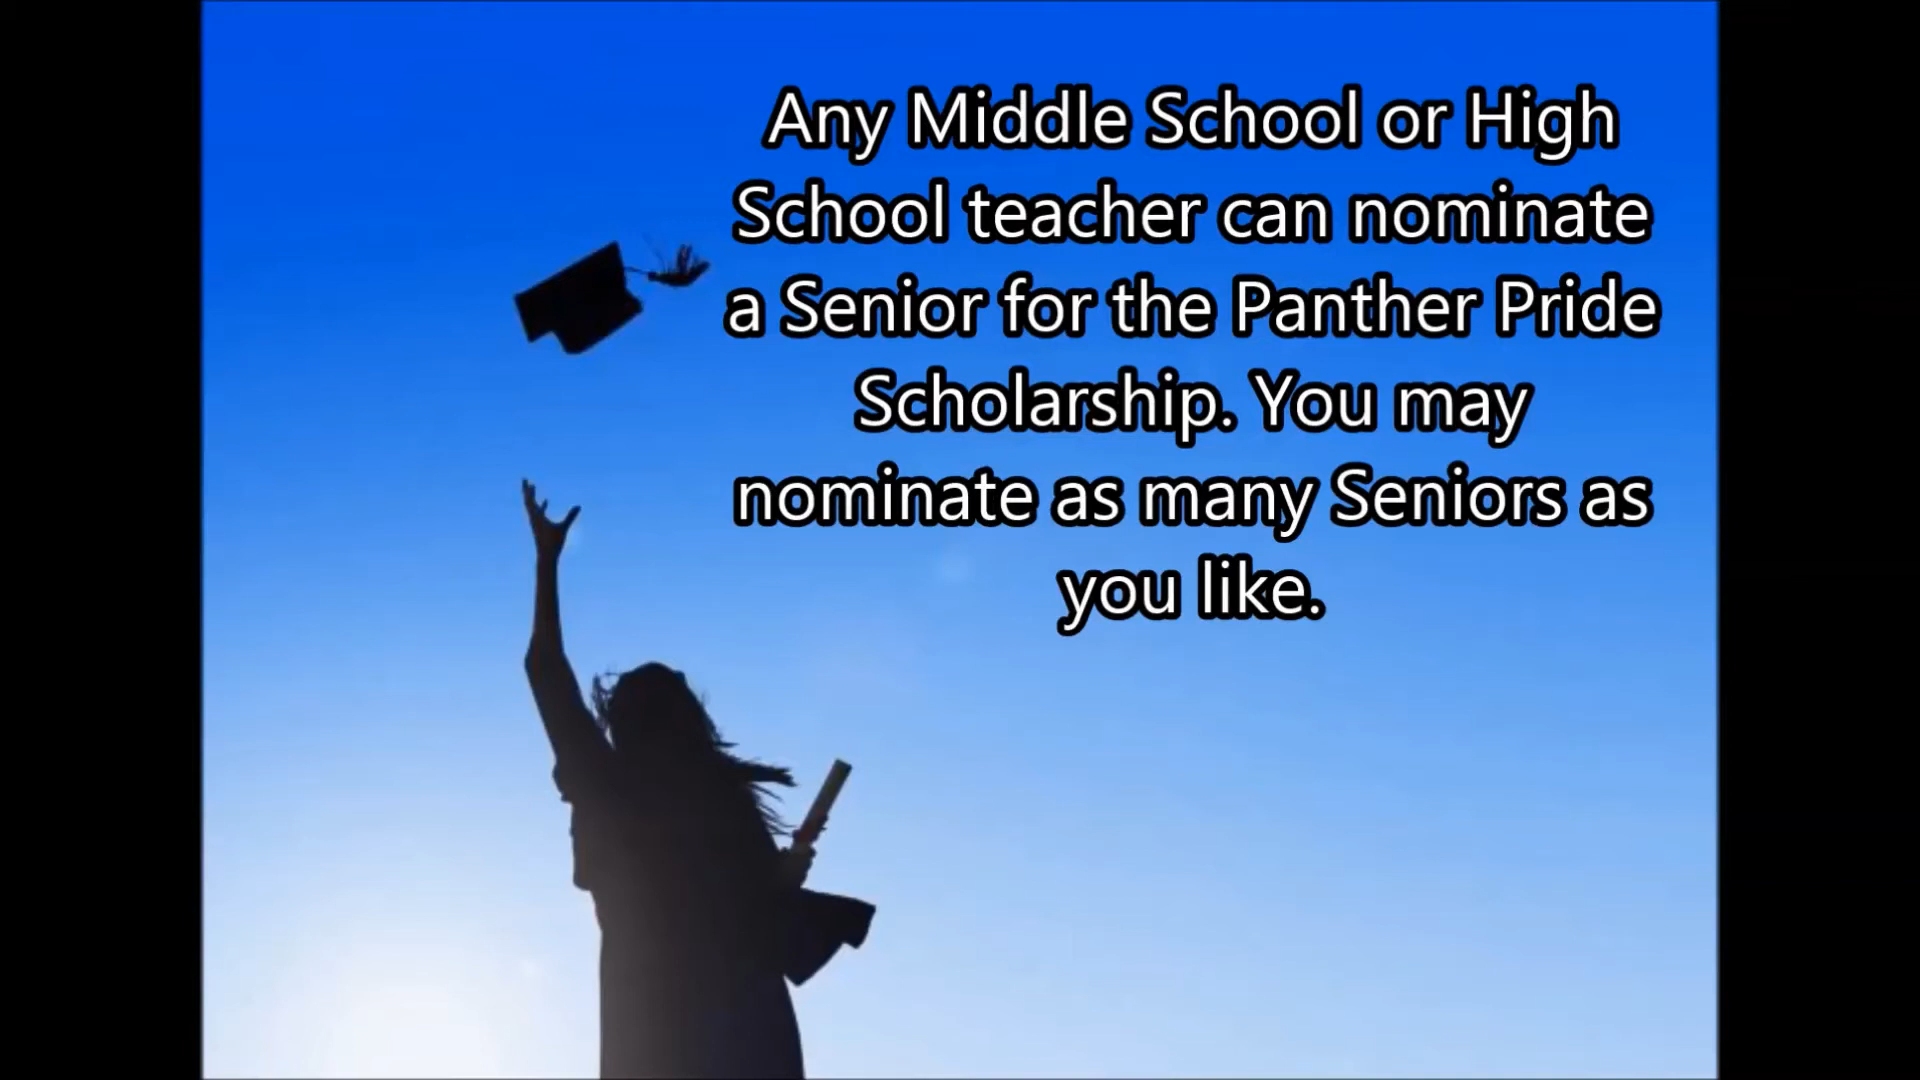 Any Middle School or High
School teacher can nominate
a Senior for the Panther Pride
Scholarship. You may
nominate as many Seniors as
you like.